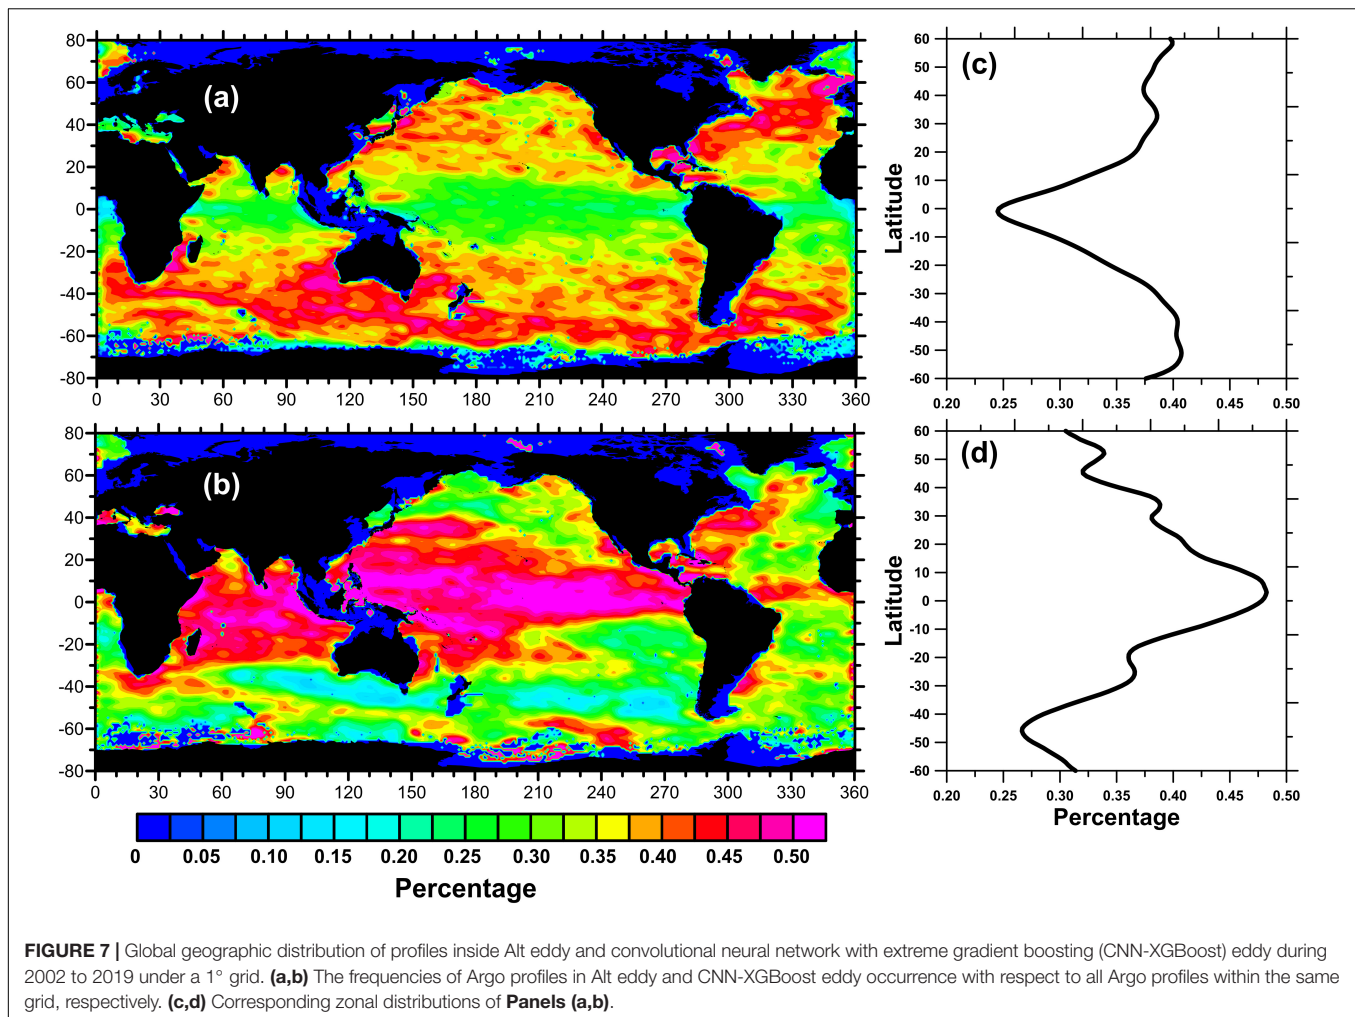 80
60
40
20
0
-20
-40
-60
-80
(a)
0 30 60 90 120 150 180 210 240 270 300 330 360
60
50
40
30
20
10
0
-10
-20
-30
-40
-50
-60
Latitude
(c)
0.20 0.25 0.30 0.35 0.40 0.45 0.50
80
60
40
20
0
-20
-40
-60
-80
(b)
0 30 60 90 120 150 180 210 240 270 300 330 360
60
50
40
30
20
10
0
-10
-20
-30
-40
-50
-60
Latitude
(d)
0.20 0.25 0.30 0.35 0.40 0.45 0.50
Percentage
0 0.05 0.10 0.15 0.20 0.25 0.30 0.35 0.40 0.45 0.50
Percentage
FIGURE 7 | Global geographic distribution of profiles inside Alt eddy and convolutional neural network with extreme gradient boosting (CNN-XGBoost) eddy during
2002 to 2019 under a 1° grid. (a,b) The frequencies of Argo profiles in Alt eddy and CNN-XGBoost eddy occurrence with respect to all Argo profiles within the same
grid, respectively. (c,d) Corresponding zonal distributions of Panels (a,b).